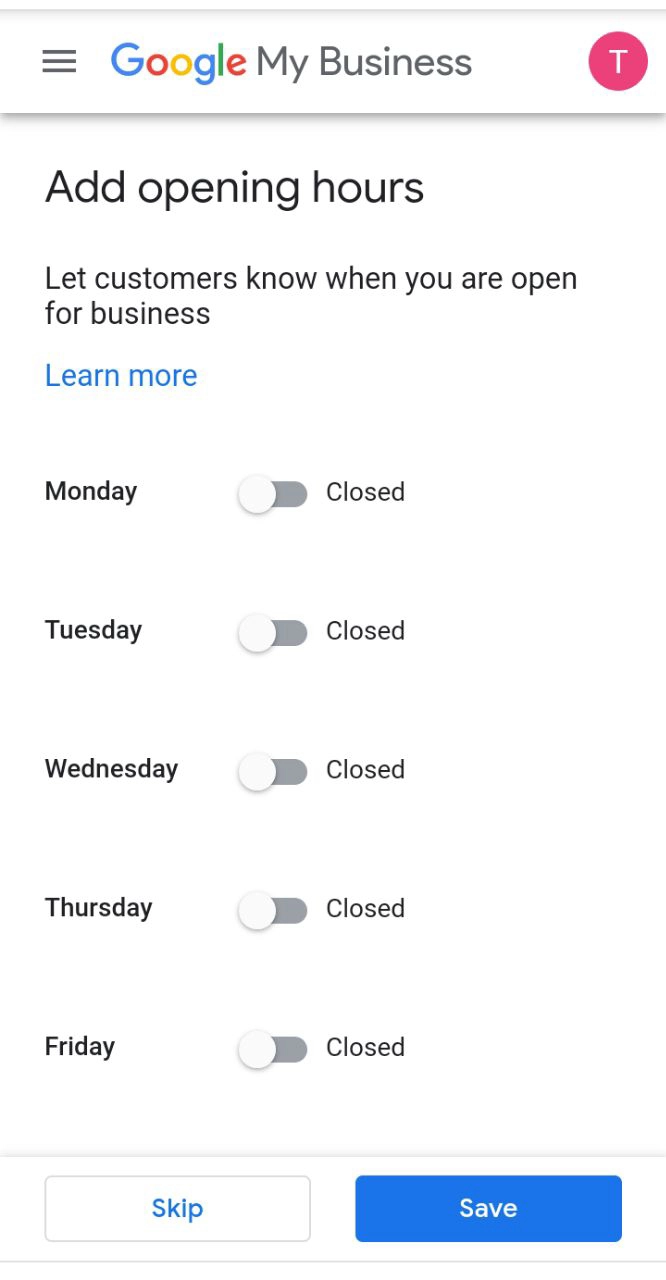 Google My Business
T
Add opening hours
Let customers know when you are open
for business
Learn more
Monday Closed
Tuesday Closed
Wednesday Closed
Thursday Closed
Friday Closed
Skip Save